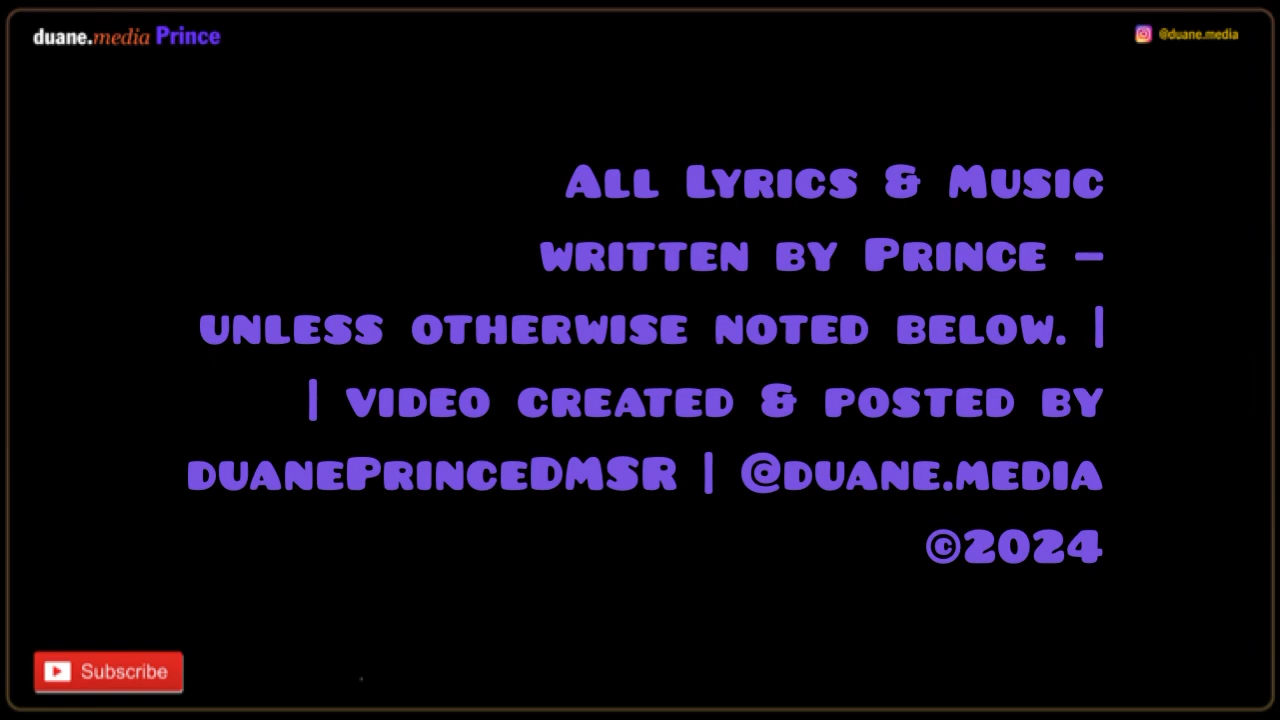 duane.media Prince
@duane.media
All Lyrics & Music
written by Prince –
unless otherwise noted below. |
| video created & posted by
duanePrinceDMSR | @duane.media
©2024
Subscribe